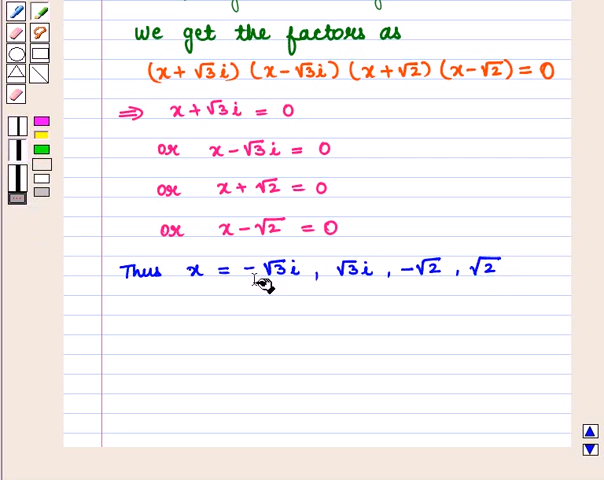 we get the factors as
(x + √3 i) (x - √3 i) (x + √2) (x - √2) = 0
⇒ x + √3 i = 0
or x - √3 i = 0
or x + √2 = 0
or x - √2 = 0
Thus x = - √3 i , √3 i , - √2 , √2